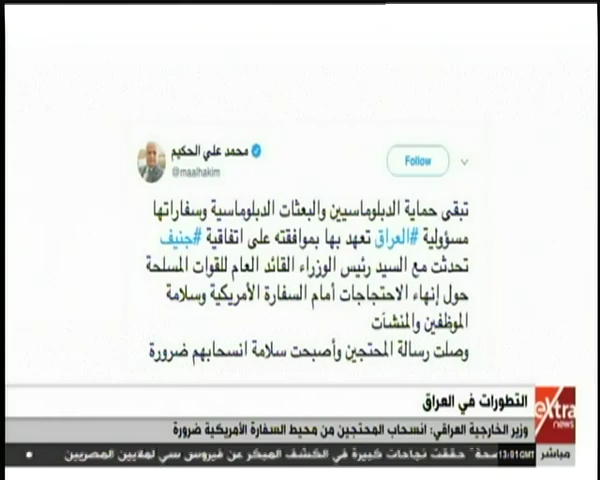 محمد علي الحكيم
@maalhakim
Follow
تبقى حماية الدبلوماسيين والبعثات الدبلوماسية وسفاراتها
مسؤولية #العراق تعهد بها بموافقته على اتفاقية #جنيف
تحدثت مع السيد رئيس الوزراء القائد العام للقوات المسلحة
حول إنهاء الاحتجاجات أمام السفارة الأمريكية وسلامة
الموظفين والمنشآت
وصلت رسالة المحتجين وأصبحت سلامة انسحابهم ضرورة
التطورات في العراق
extra news
وزير الخارجية العراقي: انسحاب المحتجين من محيط السفارة الأمريكية ضرورة
مباشر
13:01GMT
صحة" حققت نجاحات كبيرة في الكشف المبكر عن فيروس سي لملايين المصريين